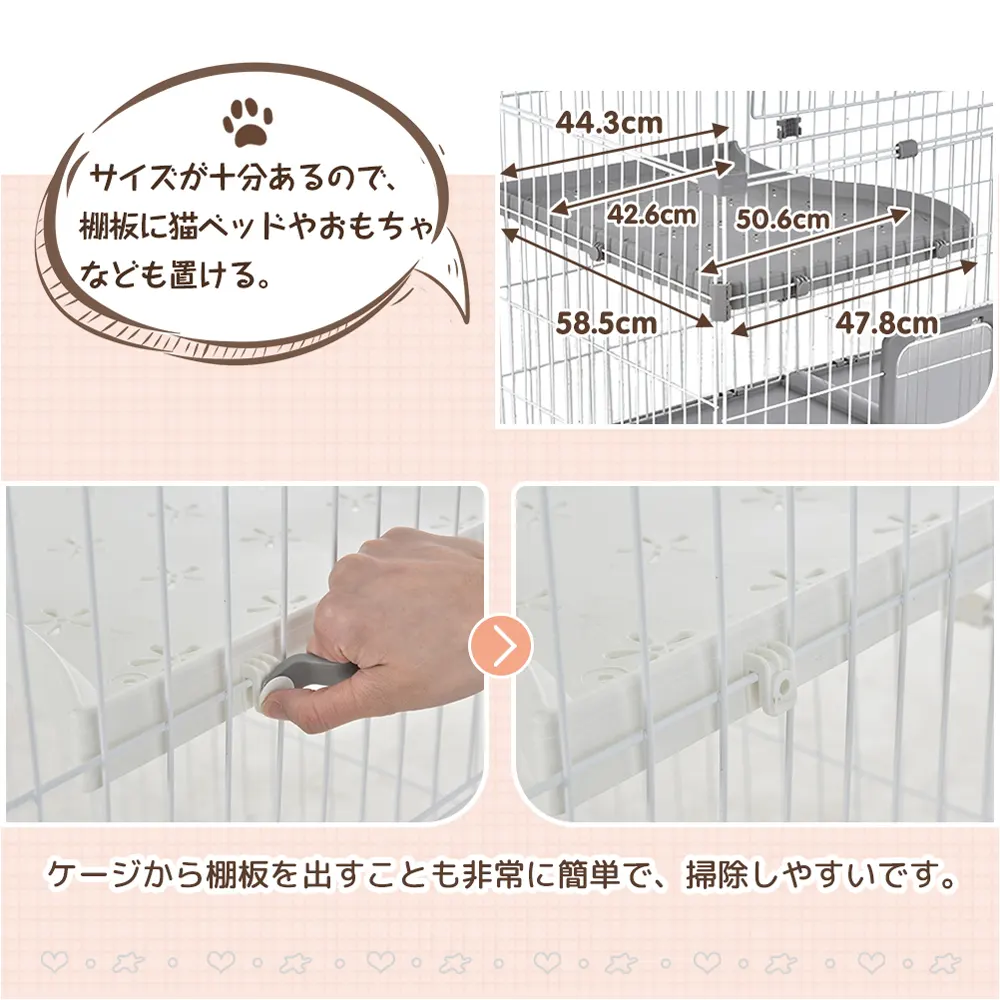 サイズが十分あるので、
棚板に猫ベッドやおもちゃ
なども置ける。
44.3cm
42.6cm
50.6cm
58.5cm
47.8cm
ケージから棚板を出すことも非常に簡単で、掃除しやすいです。